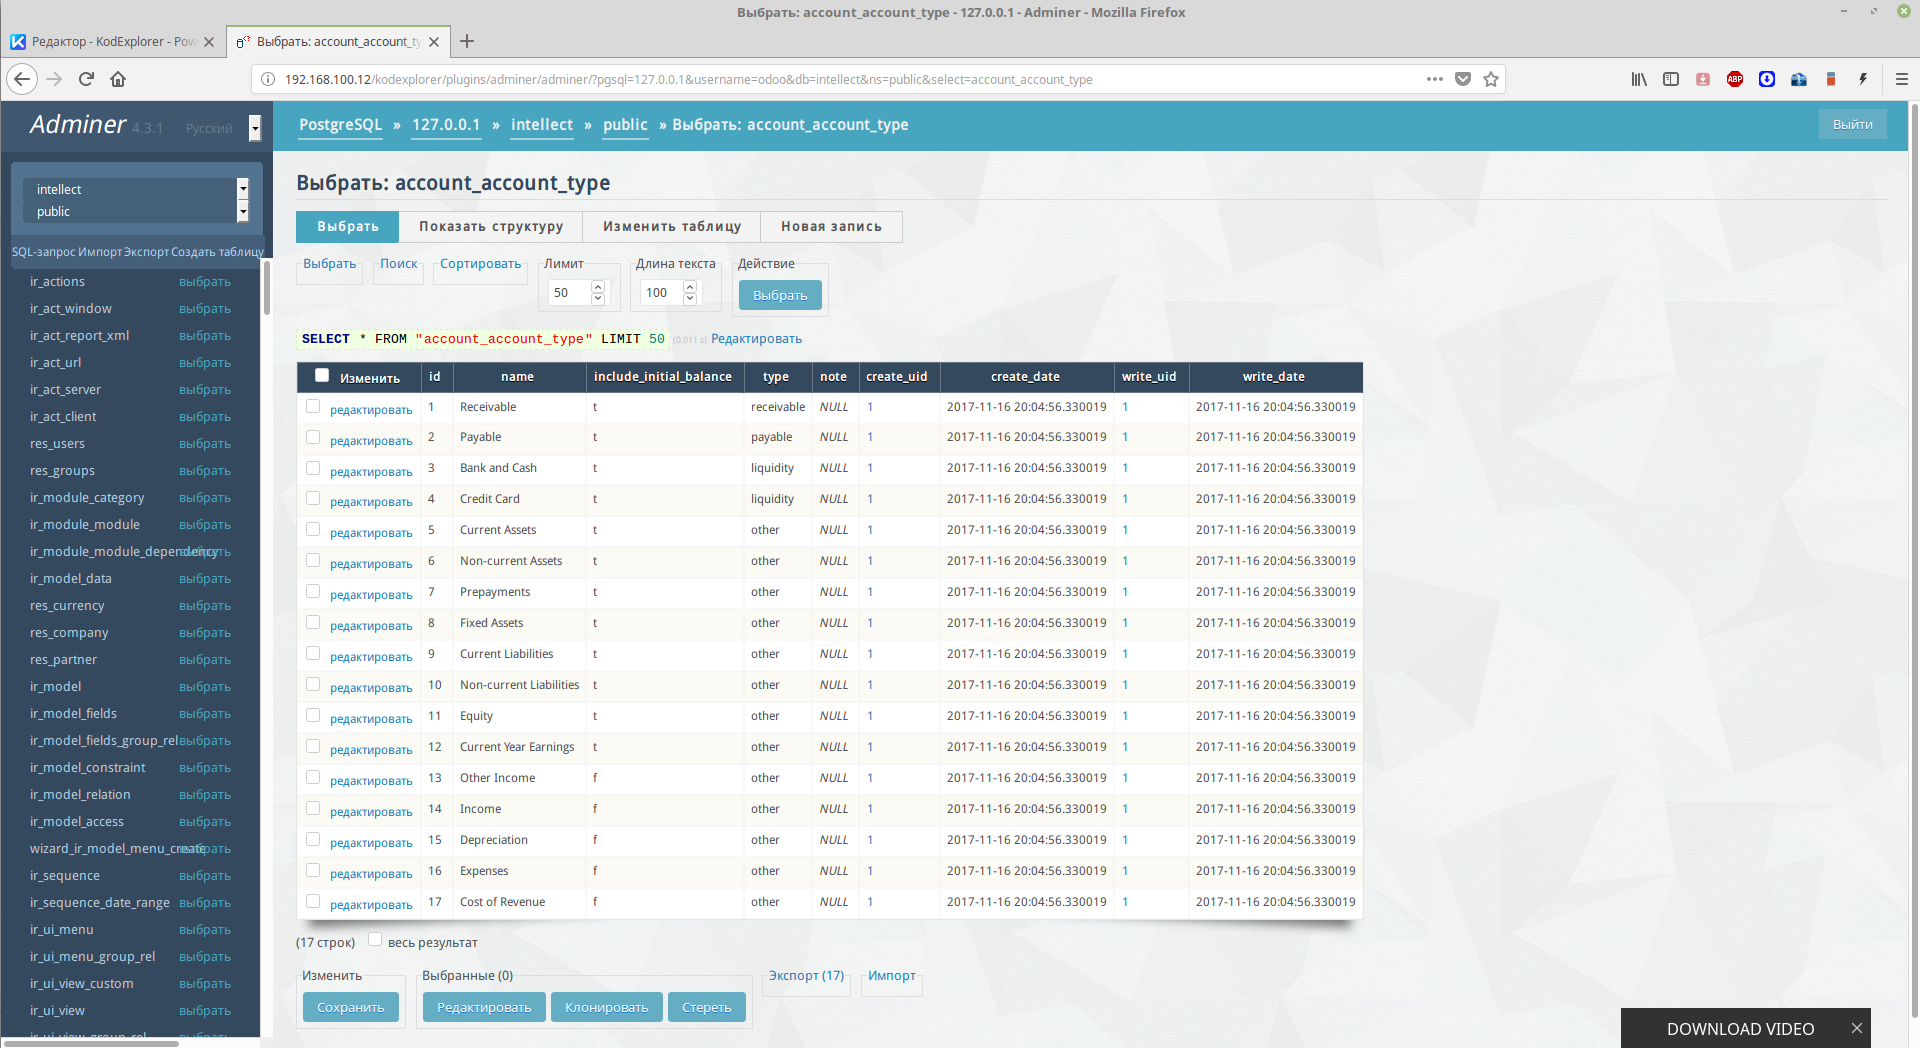 Выбрать: account_account_type - 127.0.0.1 - Adminer - Mozilla Firefox
Редактор - KodExplorer - Pow
Выбрать: account_account_ty
192.168.100.12/kodexplorer/plugins/adminer/adminer/?pgsql=127.0.0.1&username=odoo&db=intellect&ns=public&select=account_account_type
ABP
Adminer 4.3.1 Русский
PostgreSQL » 127.0.0.1 » intellect » public » Выбрать: account_account_type
Выйти
intellect
public
SQL-запрос Импорт Экспорт Создать таблицу
ir_actions выбрать
ir_act_window выбрать
ir_act_report_xml выбрать
ir_act_url выбрать
ir_act_server выбрать
ir_act_client выбрать
res_users выбрать
res_groups выбрать
ir_module_category выбрать
ir_module_module выбрать
ir_module_module_dependency выбрать
ir_model_data выбрать
res_currency выбрать
res_company выбрать
res_partner выбрать
ir_model выбрать
ir_model_fields выбрать
ir_model_fields_group_rel выбрать
ir_model_constraint выбрать
ir_model_relation выбрать
ir_model_access выбрать
wizard_ir_model_menu_create выбрать
ir_sequence выбрать
ir_sequence_date_range выбрать
ir_ui_menu выбрать
ir_ui_menu_group_rel выбрать
ir_ui_view_custom выбрать
ir_ui_view выбрать
ir_ui_view_group_rel выбрать
Выбрать: account_account_type
Выбрать Показать структуру Изменить таблицу Новая запись
Выбрать Поиск Сортировать Лимит Длина текста Действие
50 100 Выбрать
SELECT * FROM "account_account_type" LIMIT 50 (0.011 s) Редактировать
Изменить id name include_initial_balance type note create_uid create_date write_uid write_date
редактировать 1 Receivable t receivable NULL 1 2017-11-16 20:04:56.330019 1 2017-11-16 20:04:56.330019
редактировать 2 Payable t payable NULL 1 2017-11-16 20:04:56.330019 1 2017-11-16 20:04:56.330019
редактировать 3 Bank and Cash t liquidity NULL 1 2017-11-16 20:04:56.330019 1 2017-11-16 20:04:56.330019
редактировать 4 Credit Card t liquidity NULL 1 2017-11-16 20:04:56.330019 1 2017-11-16 20:04:56.330019
редактировать 5 Current Assets t other NULL 1 2017-11-16 20:04:56.330019 1 2017-11-16 20:04:56.330019
редактировать 6 Non-current Assets t other NULL 1 2017-11-16 20:04:56.330019 1 2017-11-16 20:04:56.330019
редактировать 7 Prepayments t other NULL 1 2017-11-16 20:04:56.330019 1 2017-11-16 20:04:56.330019
редактировать 8 Fixed Assets t other NULL 1 2017-11-16 20:04:56.330019 1 2017-11-16 20:04:56.330019
редактировать 9 Current Liabilities t other NULL 1 2017-11-16 20:04:56.330019 1 2017-11-16 20:04:56.330019
редактировать 10 Non-current Liabilities t other NULL 1 2017-11-16 20:04:56.330019 1 2017-11-16 20:04:56.330019
редактировать 11 Equity t other NULL 1 2017-11-16 20:04:56.330019 1 2017-11-16 20:04:56.330019
редактировать 12 Current Year Earnings t other NULL 1 2017-11-16 20:04:56.330019 1 2017-11-16 20:04:56.330019
редактировать 13 Other Income f other NULL 1 2017-11-16 20:04:56.330019 1 2017-11-16 20:04:56.330019
редактировать 14 Income f other NULL 1 2017-11-16 20:04:56.330019 1 2017-11-16 20:04:56.330019
редактировать 15 Depreciation f other NULL 1 2017-11-16 20:04:56.330019 1 2017-11-16 20:04:56.330019
редактировать 16 Expenses f other NULL 1 2017-11-16 20:04:56.330019 1 2017-11-16 20:04:56.330019
редактировать 17 Cost of Revenue f other NULL 1 2017-11-16 20:04:56.330019 1 2017-11-16 20:04:56.330019
(17 строк) весь результат
Изменить Выбранные (0) Экспорт (17) Импорт
Сохранить Редактировать Клонировать Стереть
DOWNLOAD VIDEO